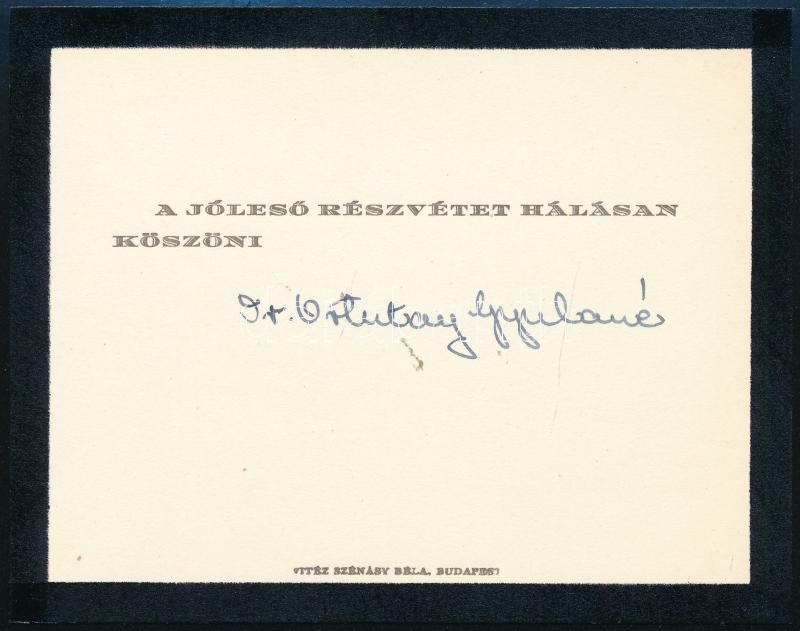 A JÓLESŐ RÉSZVÉTET HÁLÁSAN
KÖSZÖNI
Dr. Ortutay Gyuláné
VITÉZ SZÉNÁSY BÉLA, BUDAPEST